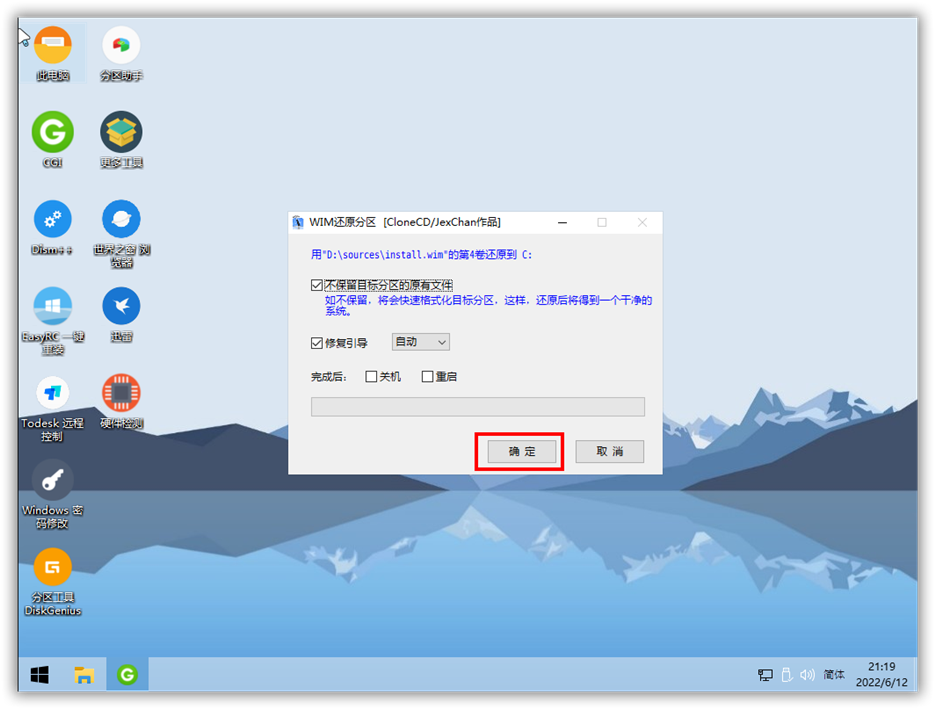 此电脑
分区助手
CGI
更多工具
Dism++
世界之窗 浏
览器
EasyRC 一键
重装
迅雷
Todesk 远程
控制
硬件检测
Windows 密
码修改
分区工具
DiskGenius
WIM还原分区 [CloneCD/JexChan作品]
用"D:\sources\install.wim"的第4卷还原到 C:
不保留目标分区的原有文件
如不保留，将会快速格式化目标分区．这样，还原后将得到一个干净的
系统。
修复引导 自动
完成后： 关机 重启
确 定 取 消
简体
21:19
2022/6/12